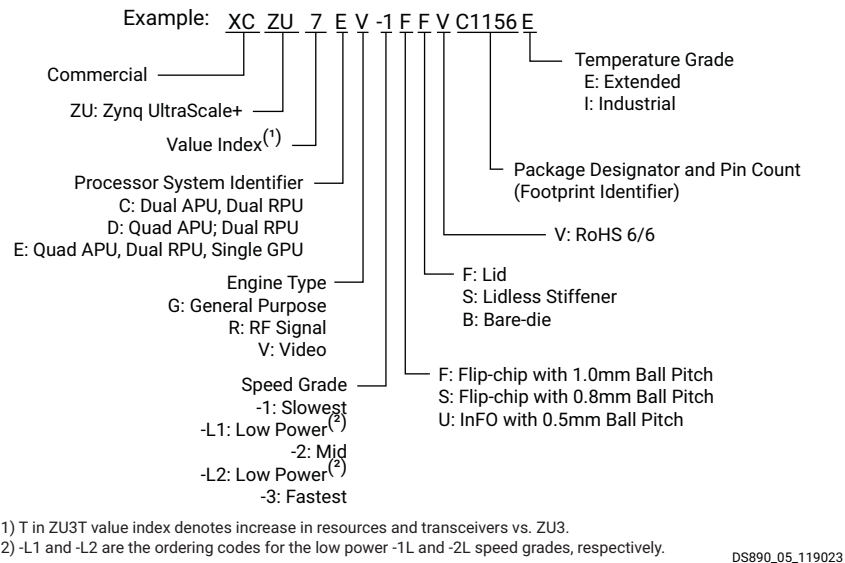 Example: XC ZU 7 E V -1 F F V C1156 E
Commercial
ZU: Zynq UltraScale+
Value Index(1)
Processor System Identifier
C: Dual APU, Dual RPU
D: Quad APU; Dual RPU
E: Quad APU, Dual RPU, Single GPU
Engine Type
G: General Purpose
R: RF Signal
V: Video
Speed Grade
-1: Slowest
-L1: Low Power(2)
-2: Mid
-L2: Low Power(2)
-3: Fastest
Temperature Grade
E: Extended
I: Industrial
Package Designator and Pin Count
(Footprint Identifier)
V: RoHS 6/6
F: Lid
S: Lidless Stiffener
B: Bare-die
F: Flip-chip with 1.0mm Ball Pitch
S: Flip-chip with 0.8mm Ball Pitch
U: InFO with 0.5mm Ball Pitch
1) T in ZU3T value index denotes increase in resources and transceivers vs. ZU3.
2) -L1 and -L2 are the ordering codes for the low power -1L and -2L speed grades, respectively.
DS890_05_119023